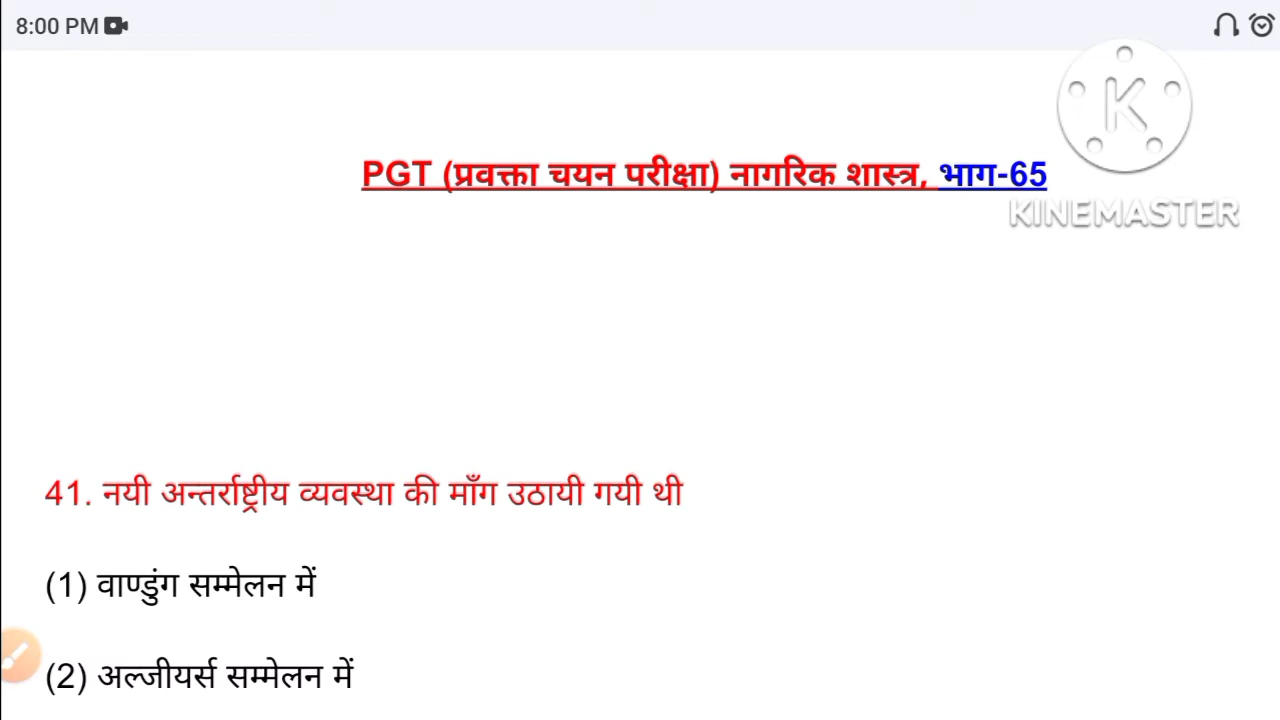 8:00 PM
K
KINEMASTER
PGT (प्रवक्ता चयन परीक्षा) नागरिक शास्त्र, भाग-65
41. नयी अन्तर्राष्ट्रीय व्यवस्था की माँग उठायी गयी थी
(1) वाण्डुंग सम्मेलन में
(2) अल्जीयर्स सम्मेलन में